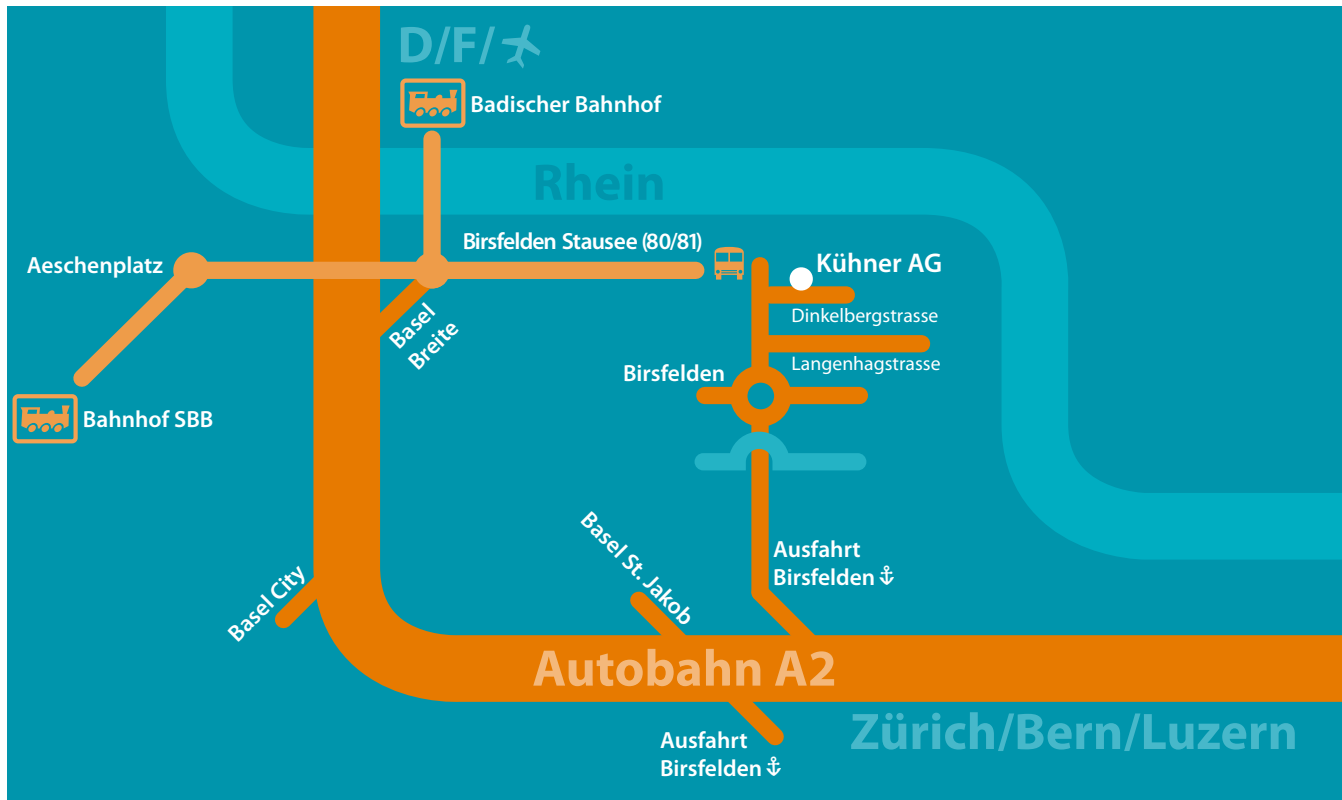 D/F/
Badischer Bahnhof
Rhein
Birsfelden Stausee (80/81)
Aeschenplatz
Kühner AG
Dinkelbergstrasse
Basel
Breite
Langenhagstrasse
Birsfelden
Bahnhof SBB
Basel City
Basel St. Jakob
Ausfahrt
Birsfelden
Autobahn A2
Zürich/Bern/Luzern
Ausfahrt
Birsfelden